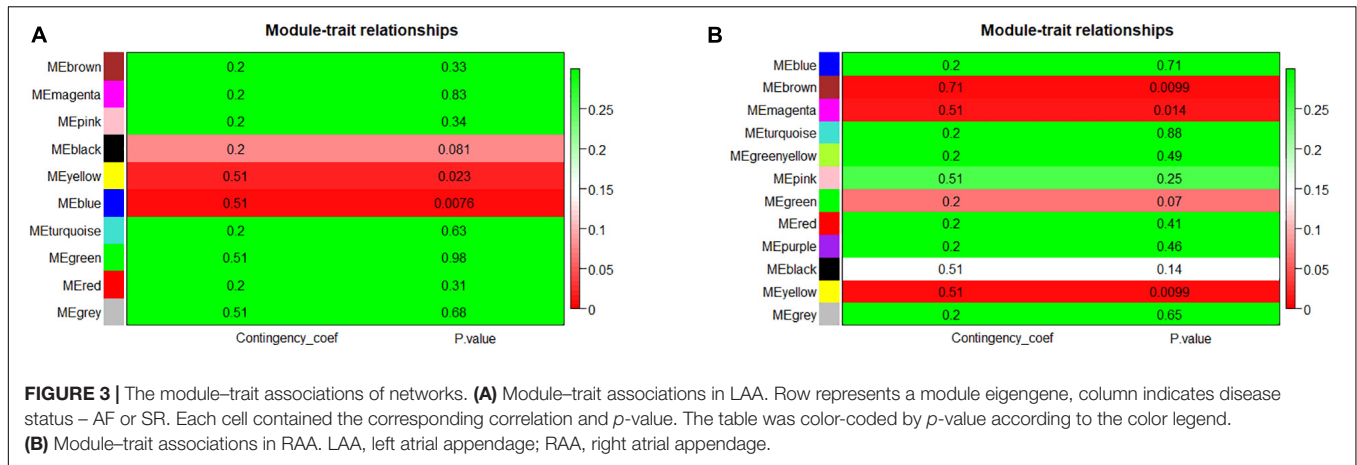 A
Module-trait relationships
MEbrown 0.2 0.33
MEmagenta 0.2 0.83
MEpink 0.2 0.34
MEblack 0.2 0.081
MEyellow 0.51 0.023
MEblue 0.51 0.0076
MEturquoise 0.2 0.63
MEgreen 0.51 0.98
MEred 0.2 0.31
MEgrey 0.51 0.68
Contingency_coef P.value
0.25
0.2
0.15
0.1
0.05
0
B
Module-trait relationships
MEblue 0.2 0.71
MEbrown 0.71 0.0099
MEmagenta 0.51 0.014
MEturquoise 0.2 0.88
MEgreenyellow 0.2 0.49
MEpink 0.51 0.25
MEgreen 0.2 0.07
MEred 0.2 0.41
MEpurple 0.2 0.46
MEblack 0.51 0.14
MEyellow 0.51 0.0099
MEgrey 0.2 0.65
Contingency_coef P.value
0.25
0.2
0.15
0.1
0.05
0
FIGURE 3 | The module–trait associations of networks. (A) Module–trait associations in LAA. Row represents a module eigengene, column indicates disease
status – AF or SR. Each cell contained the corresponding correlation and p-value. The table was color-coded by p-value according to the color legend.
(B) Module–trait associations in RAA. LAA, left atrial appendage; RAA, right atrial appendage.